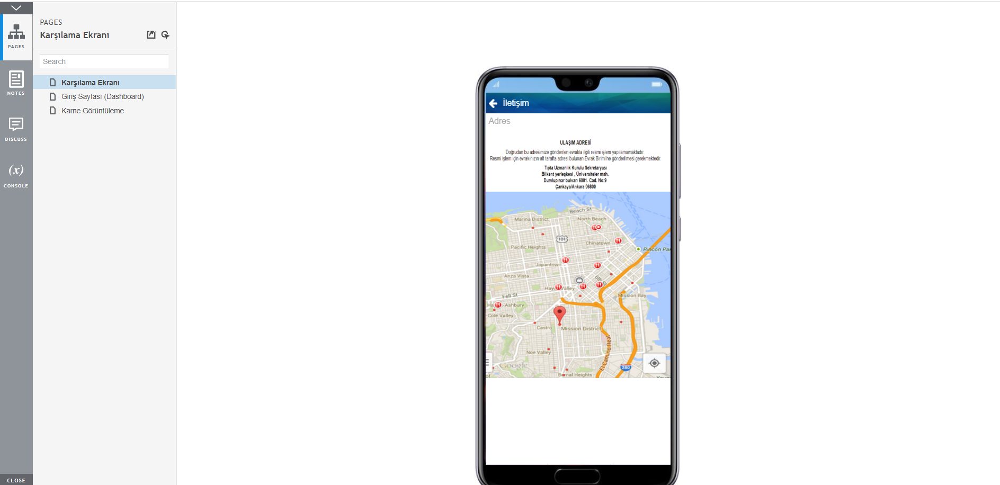 PAGES
Karşılama Ekranı
Search
Karşılama Ekranı
Giriş Sayfası (Dashboard)
Karne Görüntüleme
PAGES
NOTES
DISCUSS
(x)
CONSOLE
CLOSE
İletişim
Adres
ULAŞIM ADRESİ
Doğrudan bu adresimize gönderilen evrakla ilgili resmi işlem yapılamamaktadır.
Resmi işlem için evrakınızın alt tarafta adresi bulunan Evrak Birimi'ne gönderilmesi gerekmektedir.
Tıpta Uzmanlık Kurulu Sekretaryası
Bilkent yerleşkesi , Üniversiteler mah.
Dumlupınar bulvarı 6001. Cad. No:9
Çankaya/Ankara 06800
Beach St
Marina District
North Beach
101
Chinatown
Pacific Heights
Rincon Par
Japantown
Anza Vista
6th St
Hayes Valley
Fell St
Mission Bay
Ha Ashbury
Cole Valley
Castro
Mission District
El Camino Real
Noe Valley
Google
280
Bernal Heights